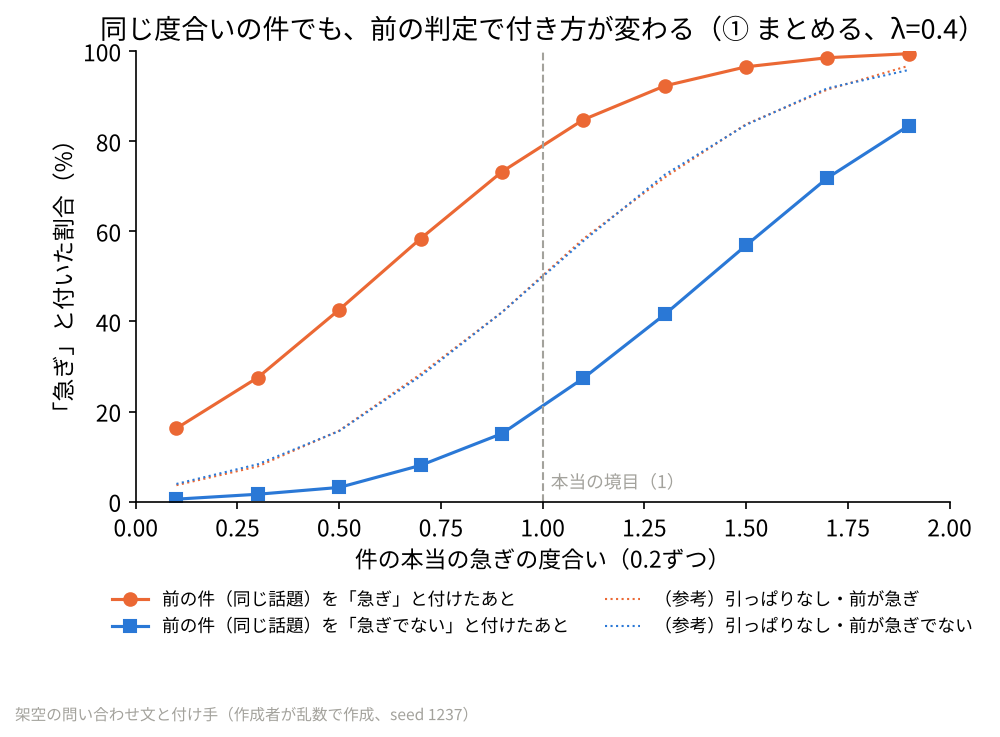 同じ度合いの件でも、前の判定で付き方が変わる（① まとめる、λ=0.4）
「急ぎ」と付いた割合（%）
100
80
60
40
20
0
本当の境目（1）
0.00 0.25 0.50 0.75 1.00 1.25 1.50 1.75 2.00
件の本当の急ぎの度合い（0.2ずつ）
前の件（同じ話題）を「急ぎ」と付けたあと
前の件（同じ話題）を「急ぎでない」と付けたあと
（参考）引っぱりなし・前が急ぎ
（参考）引っぱりなし・前が急ぎでない
架空の問い合わせ文と付け手（作成者が乱数で作成、seed 1237）